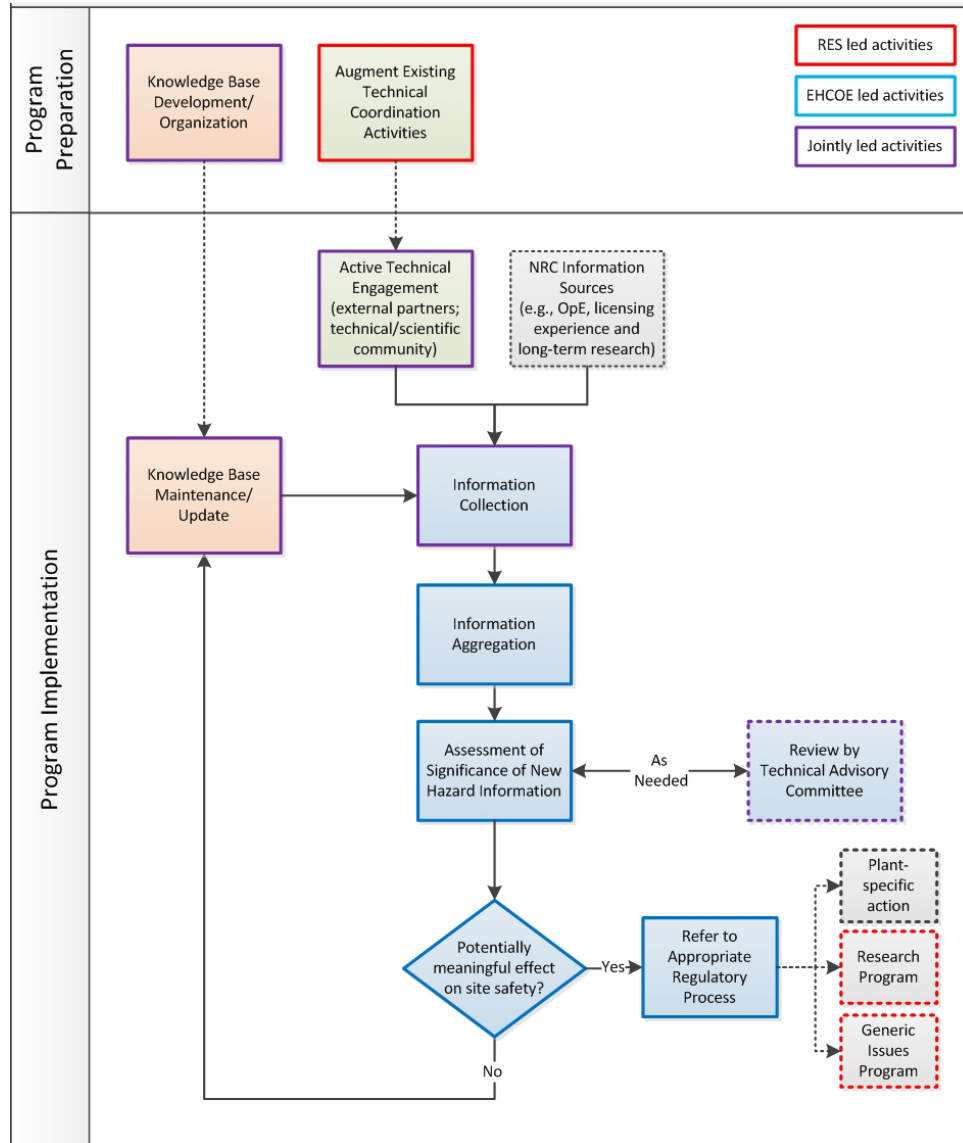 Program
Preparation
Knowledge Base
Development/
Organization
Augment Existing
Technical
Coordination
Activities
RES led activities
EHCOE led activities
Jointly led activities
Program Implementation
Active Technical
Engagement
(external partners;
technical/scientific
community)
NRC Information
Sources
(e.g., OpE, licensing
experience and
long-term research)
Knowledge Base
Maintenance/
Update
Information
Collection
Information
Aggregation
Assessment of
Significance of New
Hazard Information
As
Needed
Review by
Technical Advisory
Committee
Potentially
meaningful effect
on site safety?
Yes
Refer to
Appropriate
Regulatory
Process
Plant-
specific
action
Research
Program
Generic
Issues
Program
No